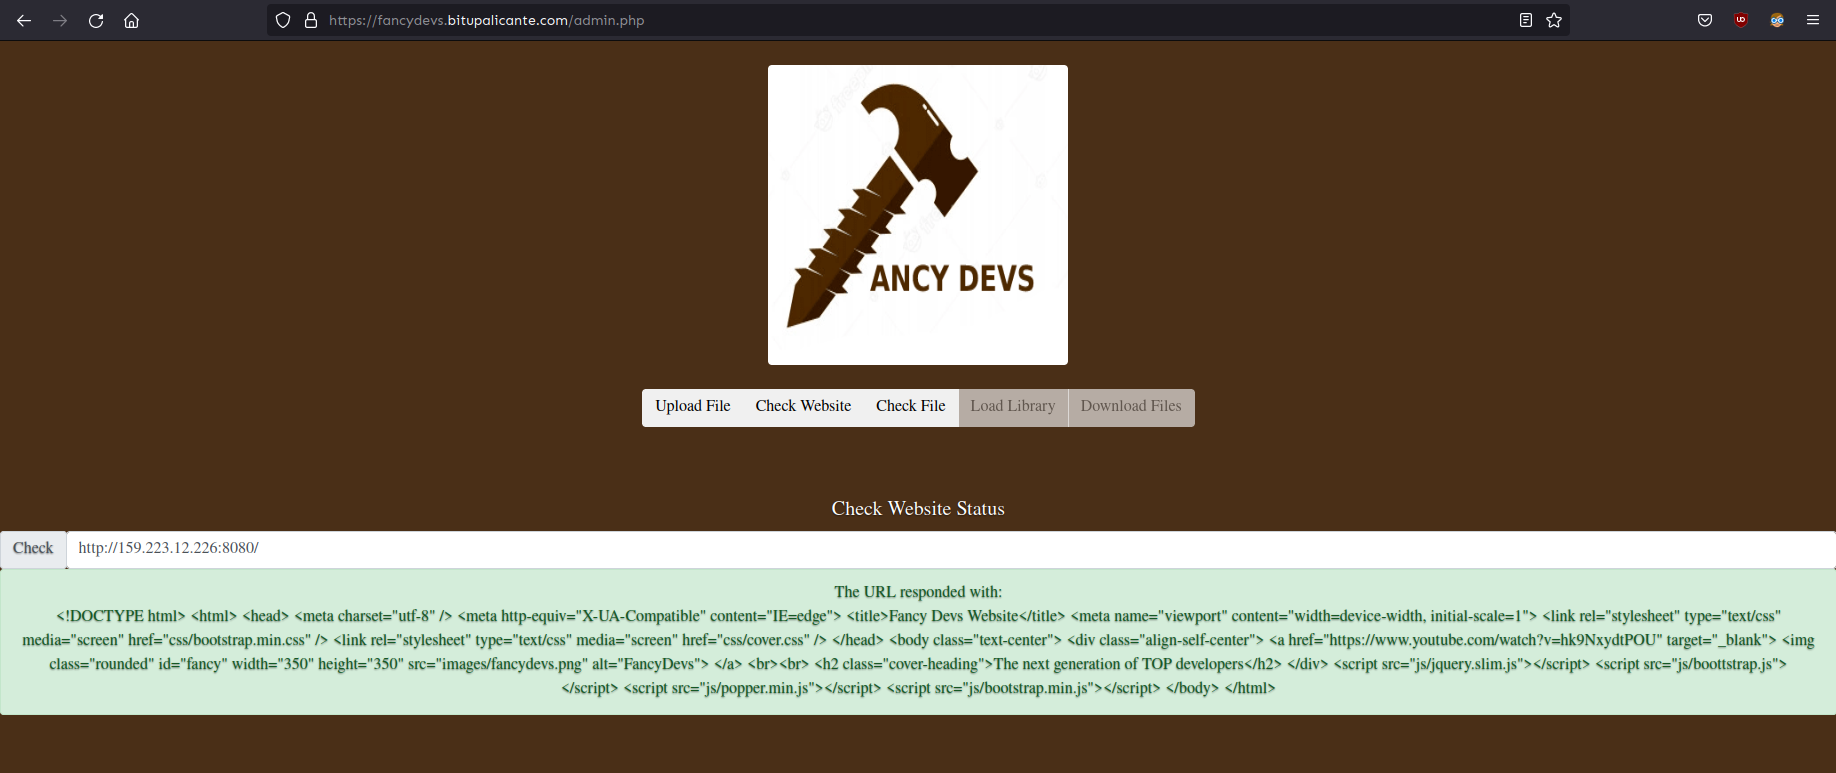 https://fancydevs.bitupalicante.com/admin.php
ANCY DEVS
Upload File Check Website Check File Load Library Download Files
Check Website Status
Check http://159.223.12.226:8080/
The URL responded with:
<!DOCTYPE html> <html> <head> <meta charset="utf-8" /> <meta http-equiv="X-UA-Compatible" content="IE=edge"> <title>Fancy Devs Website</title> <meta name="viewport" content="width=device-width, initial-scale=1"> <link rel="stylesheet" type="text/css"
media="screen" href="css/bootstrap.min.css" /> <link rel="stylesheet" type="text/css" media="screen" href="css/cover.css" /> </head> <body class="text-center"> <div class="align-self-center"> <a href="https://www.youtube.com/watch?v=hk9NxydtPOU" target="_blank"> <img
class="rounded" id="fancy" width="350" height="350" src="images/fancydevs.png" alt="FancyDevs"> </a> <br><br> <h2 class="cover-heading">The next generation of TOP developers</h2> </div> <script src="js/jquery.slim.js"></script> <script src="js/boottstrap.js">
</script> <script src="js/popper.min.js"></script> <script src="js/bootstrap.min.js"></script> </body> </html>